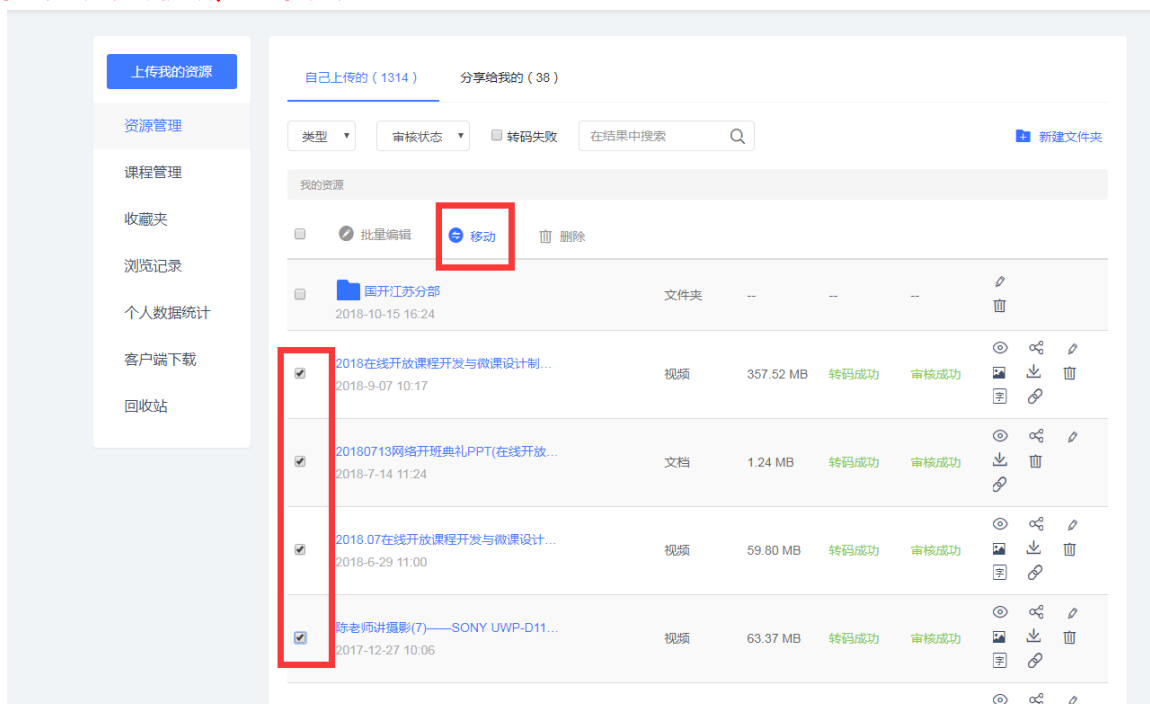 上传我的资源
资源管理
课程管理
收藏夹
浏览记录
个人数据统计
客户端下载
回收站
自己上传的 ( 1314 ) 分享给我的 ( 38 )
类型 审核状态 转码失败 在结果中搜索 新建文件夹
我的资源
批量编辑 移动 删除
国开江苏分部 文件夹 -- -- --
2018-10-15 16:24
2018在线开放课程开发与微课设计制... 视频 357.52 MB 转码成功 审核成功
2018-9-07 10:17
字
20180713网络开班典礼PPT(在线开放... 文档 1.24 MB 转码成功 审核成功
2018-7-14 11:24
2018.07在线开放课程开发与微课设计... 视频 59.80 MB 转码成功 审核成功
2018-6-29 11:00
字
陈老师讲摄影(7)——SONY UWP-D11... 视频 63.37 MB 转码成功 审核成功
2017-12-27 10:06
字